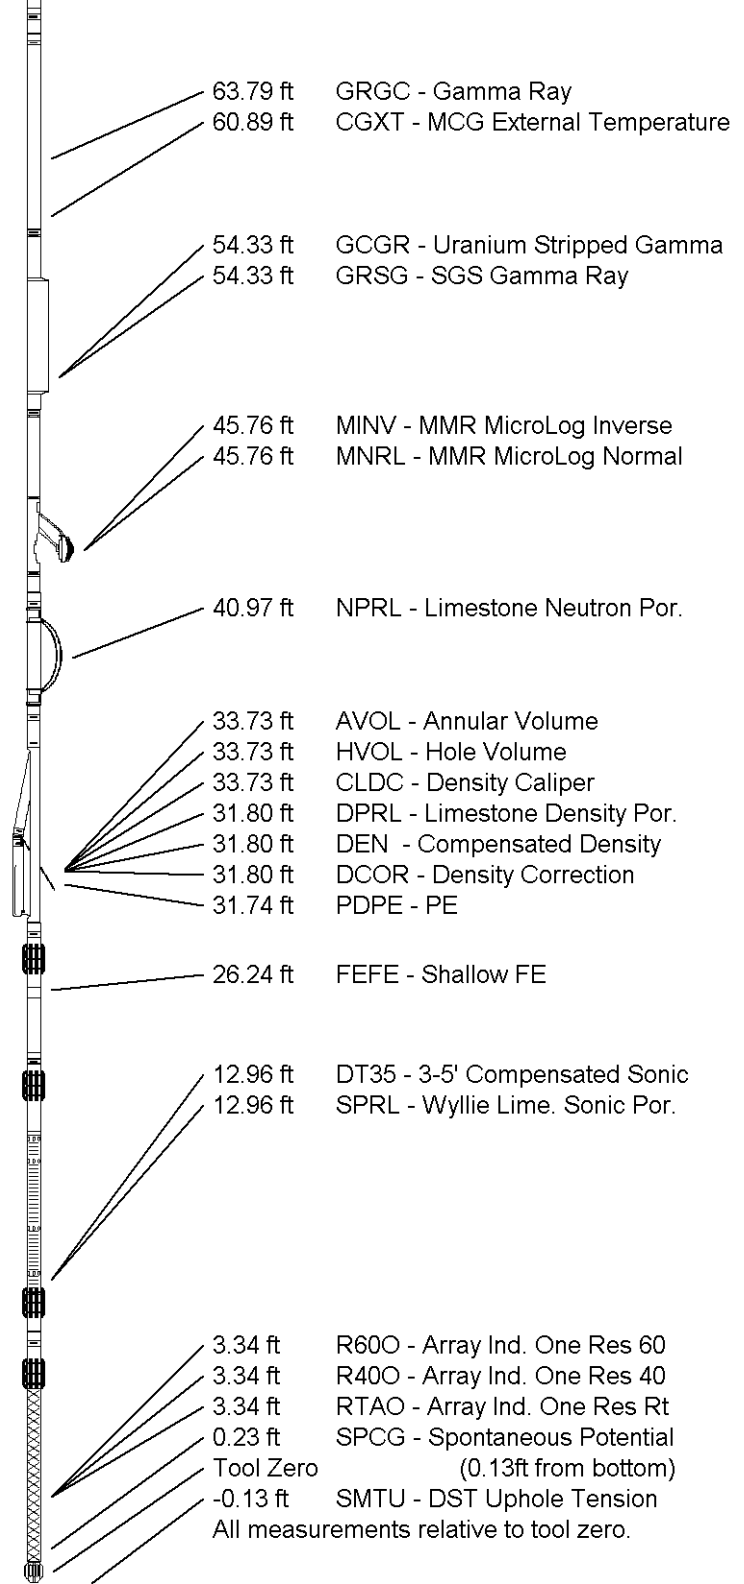 63.79 ft GRGC - Gamma Ray
60.89 ft CGXT - MCG External Temperature
54.33 ft GCGR - Uranium Stripped Gamma
54.33 ft GRSG - SGS Gamma Ray
45.76 ft MINV - MMR MicroLog Inverse
45.76 ft MNRL - MMR MicroLog Normal
40.97 ft NPRL - Limestone Neutron Por.
33.73 ft AVOL - Annular Volume
33.73 ft HVOL - Hole Volume
33.73 ft CLDC - Density Caliper
31.80 ft DPRL - Limestone Density Por.
31.80 ft DEN - Compensated Density
31.80 ft DCOR - Density Correction
31.74 ft PDPE - PE
26.24 ft FEFE - Shallow FE
12.96 ft DT35 - 3-5' Compensated Sonic
12.96 ft SPRL - Wyllie Lime. Sonic Por.
3.34 ft R60O - Array Ind. One Res 60
3.34 ft R40O - Array Ind. One Res 40
3.34 ft RTAO - Array Ind. One Res Rt
0.23 ft SPCG - Spontaneous Potential
Tool Zero (0.13ft from bottom)
-0.13 ft SMTU - DST Uphole Tension
All measurements relative to tool zero.